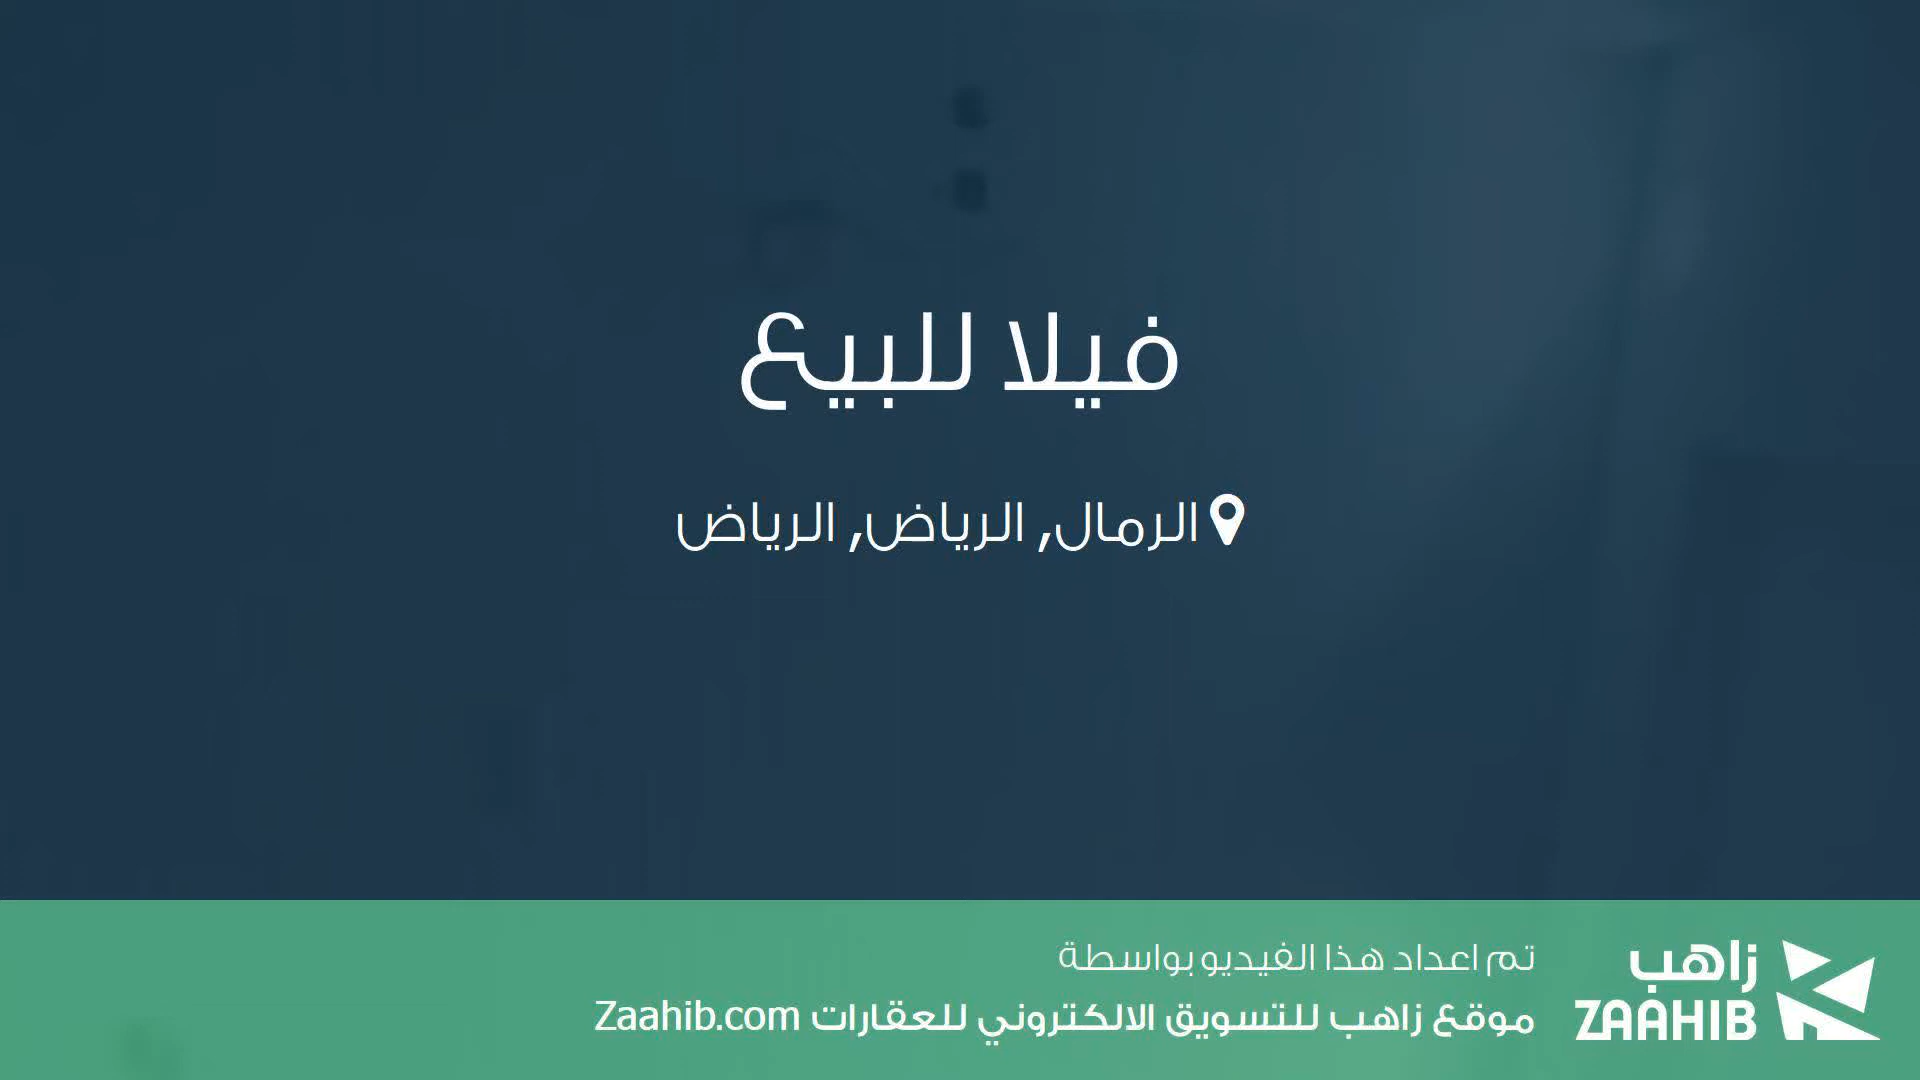 فيلا للبيع
الرمال, الرياض, الرياض
تم اعداد هذا الفيديو بواسطة
موقع زاهب للتسويق الالكتروني للعقارات Zaahib.com
زاهب
ZAAHIB